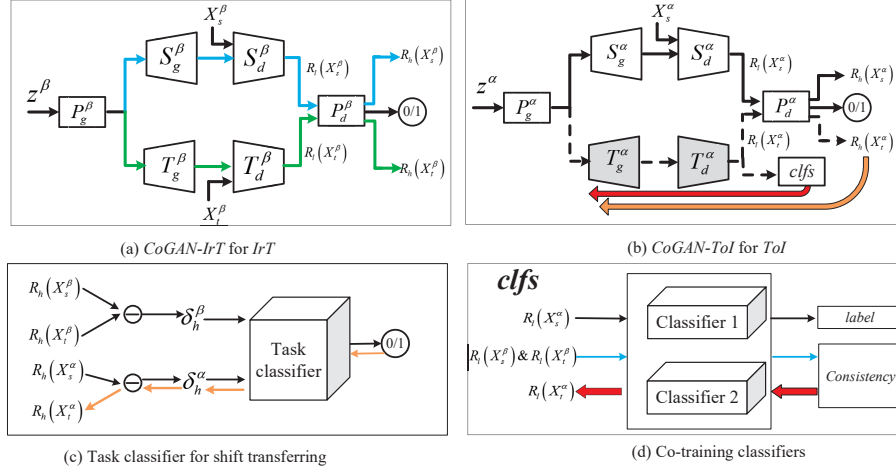 X_s^β
S_g^β
S_d^β
R_l(X_s^β)
R_h(X_s^β)
z^β
P_g^β
P_d^β
0/1
T_g^β
T_d^β
R_l(X_t^β)
R_h(X_t^β)
X_t^β
(a) CoGAN-IrT for IrT
X_s^α
S_g^α
S_d^α
R_l(X_s^α)
R_h(X_s^α)
z^α
P_g^α
P_d^α
0/1
R_l(X_t^α)
R_h(X_t^α)
T_g^α
T_d^α
clfs
(b) CoGAN-ToI for ToI
R_h(X_s^β)
R_h(X_t^β)
δ_h^β
R_h(X_s^α)
R_h(X_t^α)
δ_h^α
Task
classifier
0/1
(c) Task classifier for shift transferring
clfs
R_l(X_s^α)
Classifier 1
label
R_l(X_s^β) & R_l(X_t^β)
R_l(X_t^α)
Classifier 2
Consistency
(d) Co-training classifiers